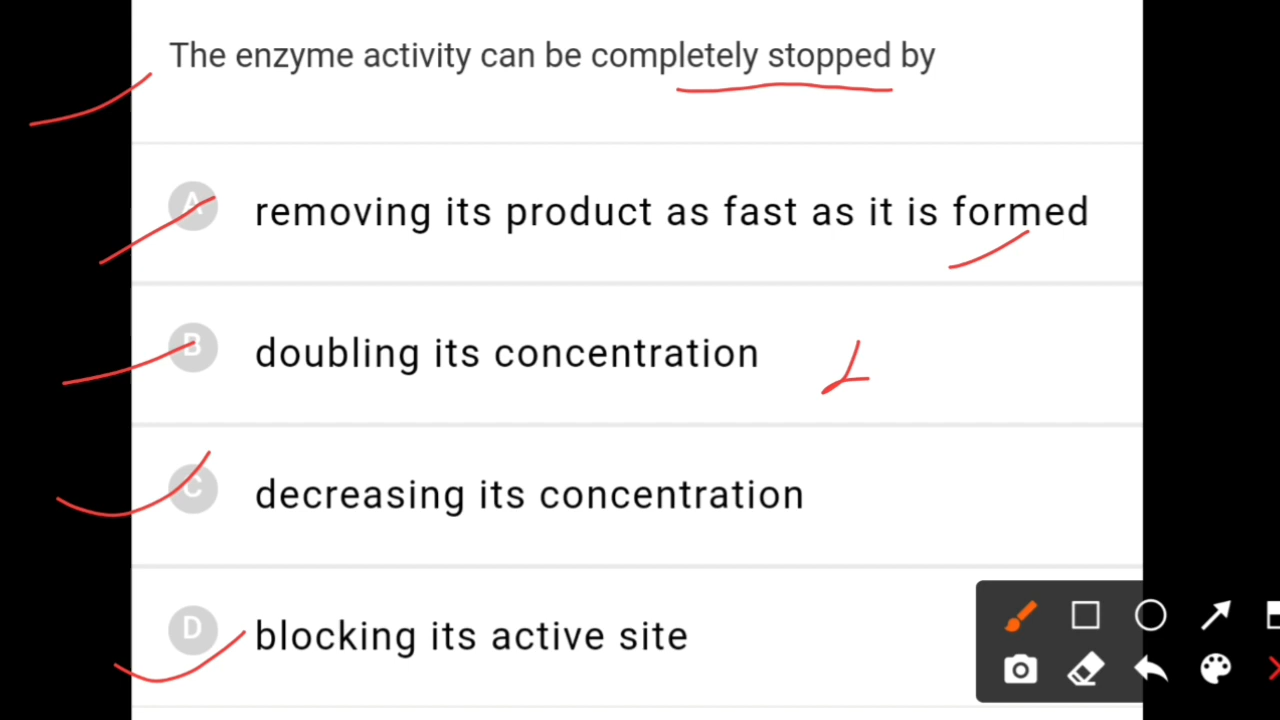 The enzyme activity can be completely stopped by
A removing its product as fast as it is formed
B doubling its concentration
C decreasing its concentration
D blocking its active site